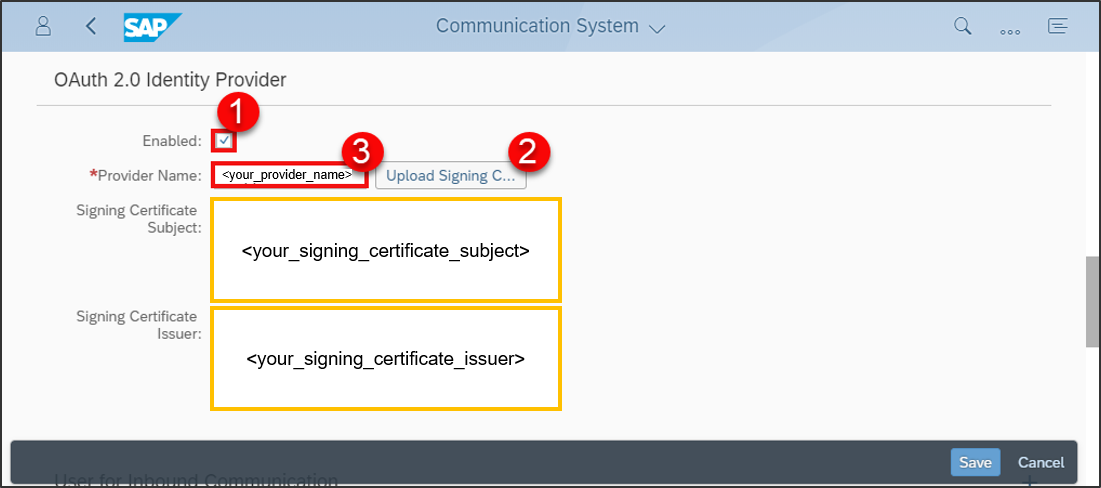 SAP
Communication System
OAuth 2.0 Identity Provider
1
Enabled:
3
2
*Provider Name:
<your_provider_name>
Upload Signing C...
Signing Certificate
Subject:
<your_signing_certificate_subject>
Signing Certificate
Issuer:
<your_signing_certificate_issuer>
Save
Cancel
User for Inbound Communication